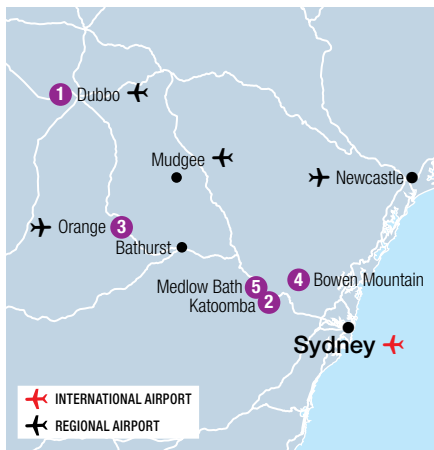 1 Dubbo
Mudgee
Newcastle
Orange 3
Bathurst
Medlow Bath 5
4 Bowen Mountain
Katoomba 2
Sydney
INTERNATIONAL AIRPORT
REGIONAL AIRPORT